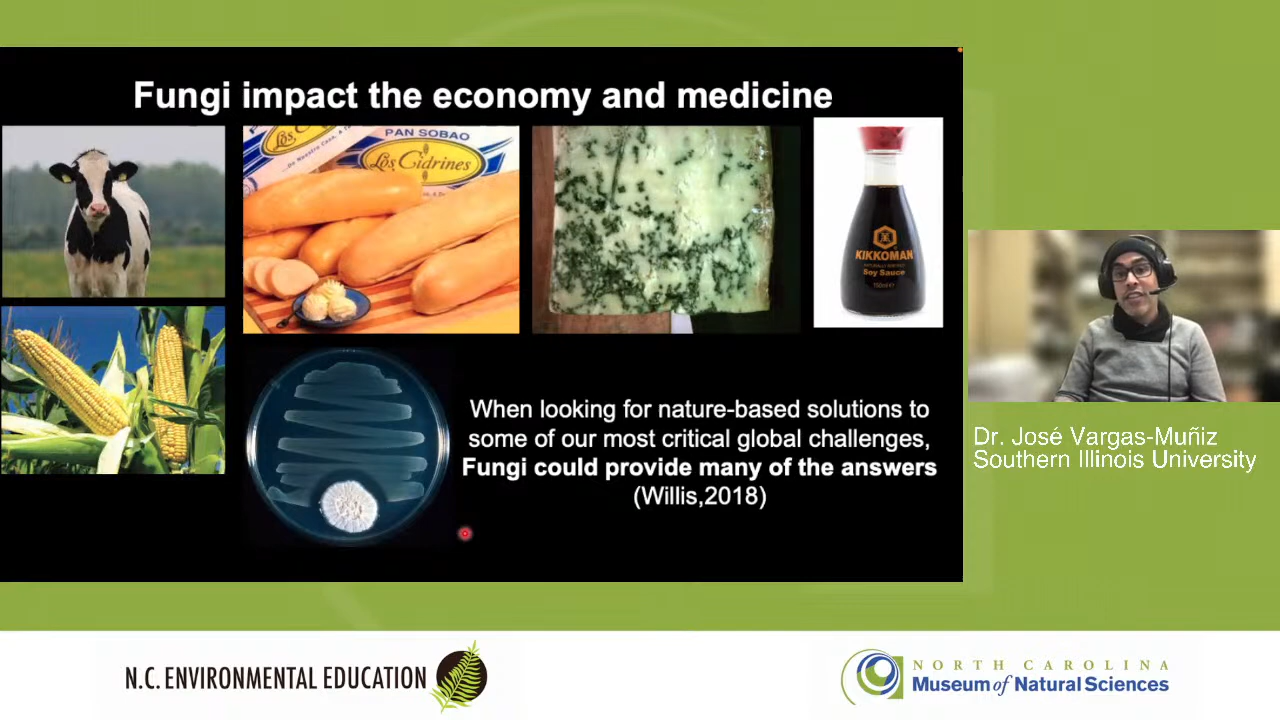 Fungi impact the economy and medicine
PAN SOBAO
Los Cidrines
KIKKOMAN
NATURALLY BREWED
Soy Sauce
When looking for nature-based solutions to
some of our most critical global challenges,
Fungi could provide many of the answers
(Willis,2018)
Dr. José Vargas-Muñiz
Southern Illinois University
N.C. ENVIRONMENTAL EDUCATION
NORTH CAROLINA
Museum of Natural Sciences